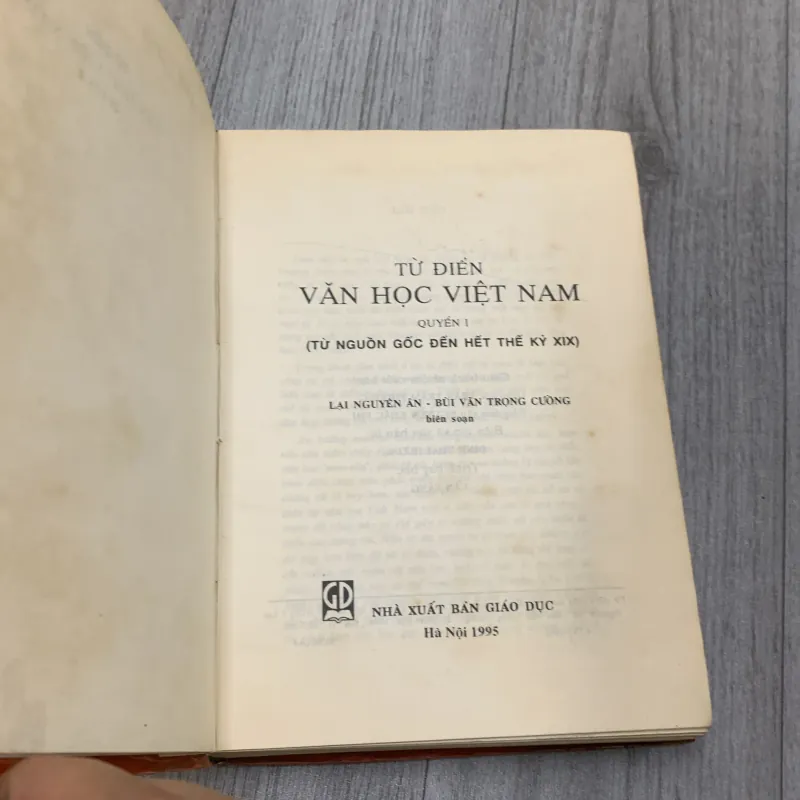 TỪ ĐIỂN
VĂN HỌC VIỆT NAM
QUYỂN I
(TỪ NGUỒN GỐC ĐẾN HẾT THẾ KỶ XIX)
LẠI NGUYÊN ÂN - BÙI VĂN TRỌNG CƯỜNG
biên soạn
GD
NHÀ XUẤT BẢN GIÁO DỤC
Hà Nội 1995